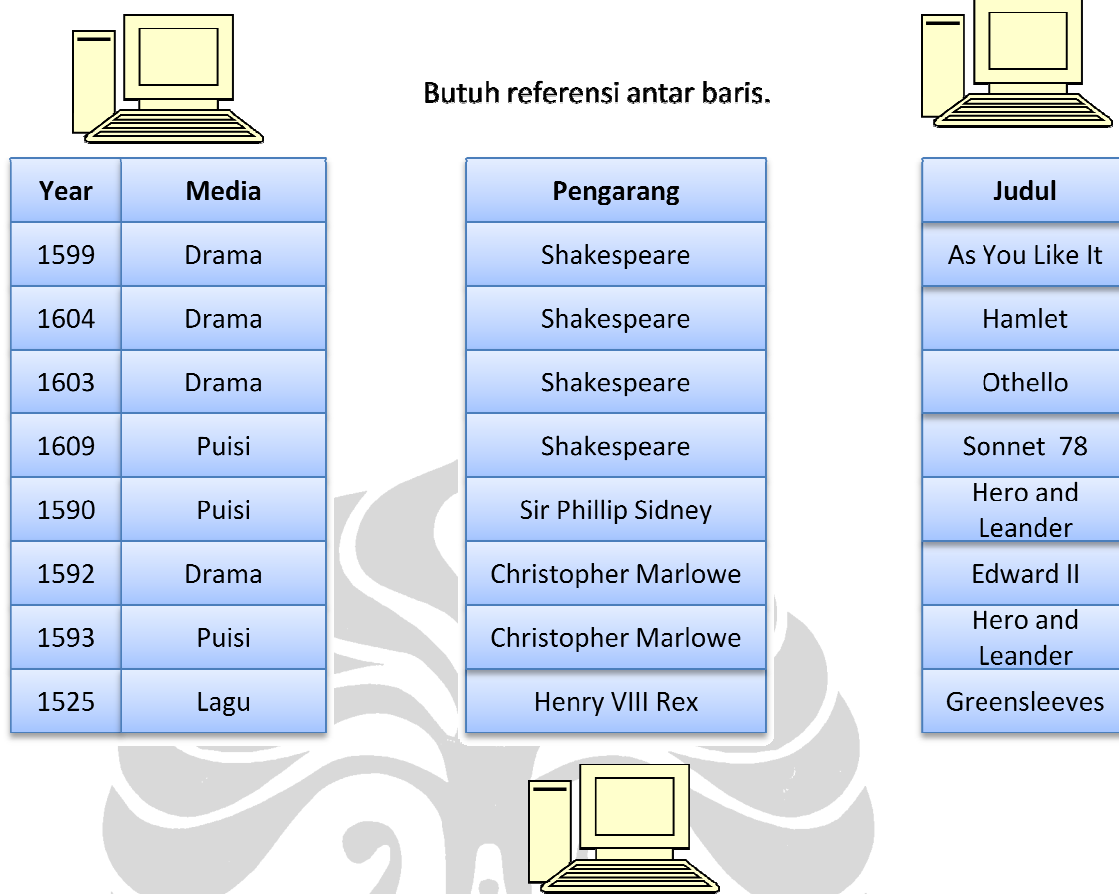 Butuh referensi antar baris.
Year Media Pengarang Judul
1599 Drama Shakespeare As You Like It
1604 Drama Shakespeare Hamlet
1603 Drama Shakespeare Othello
1609 Puisi Shakespeare Sonnet 78
1590 Puisi Sir Phillip Sidney Hero and
Leander
1592 Drama Christopher Marlowe Edward II
1593 Puisi Christopher Marlowe Hero and
Leander
1525 Lagu Henry VIII Rex Greensleeves